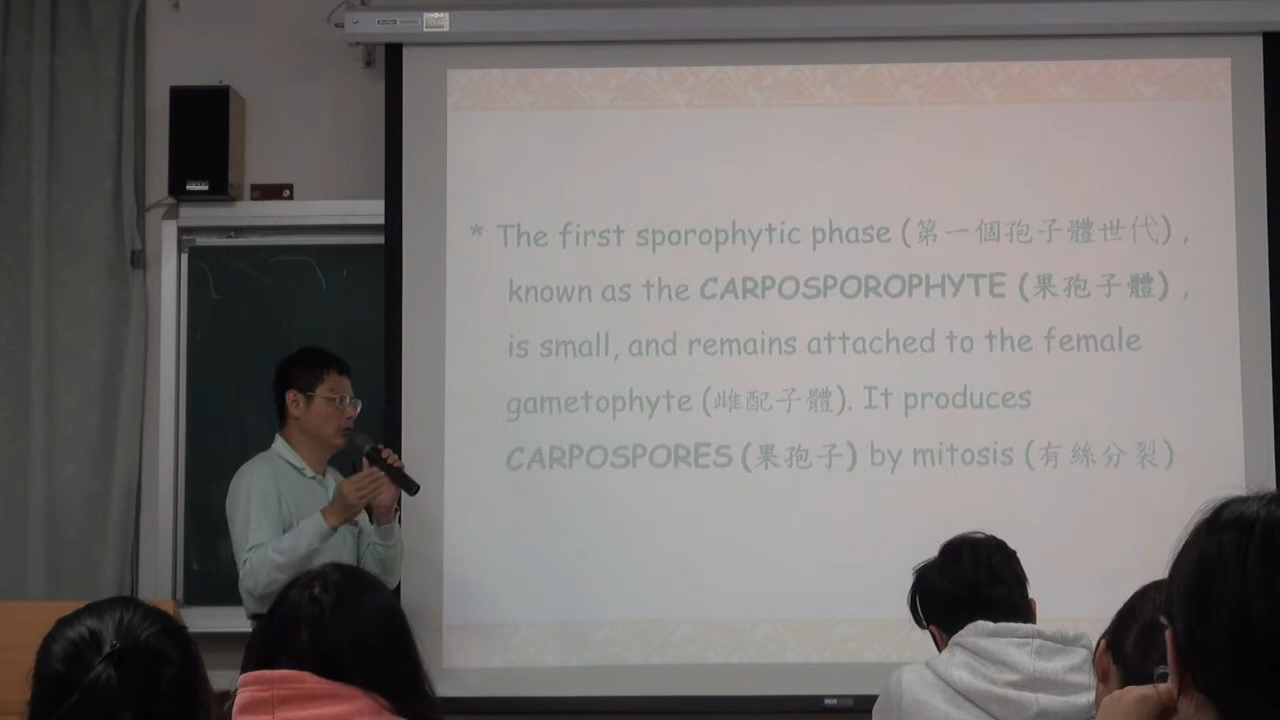 * The first sporophytic phase (第一個孢子體世代) ,
known as the CARPOSPOROPHYTE (果孢子體) ,
is small, and remains attached to the female
gametophyte (雌配子體). It produces
CARPOSPORES (果孢子) by mitosis (有絲分裂)